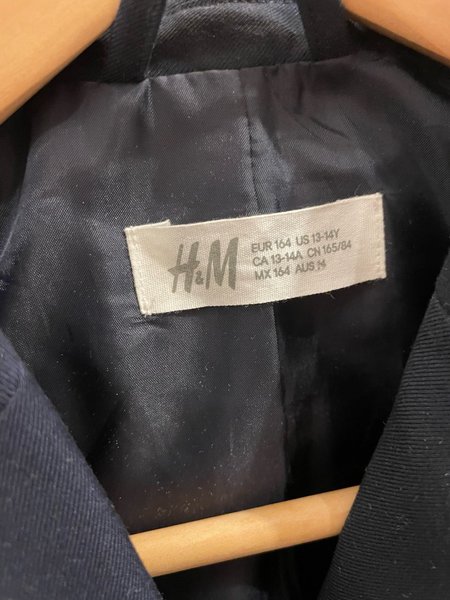 H&M
EUR 164 US 13-14Y
CA 13-14A CN 165/84
MX 164 AUS 14